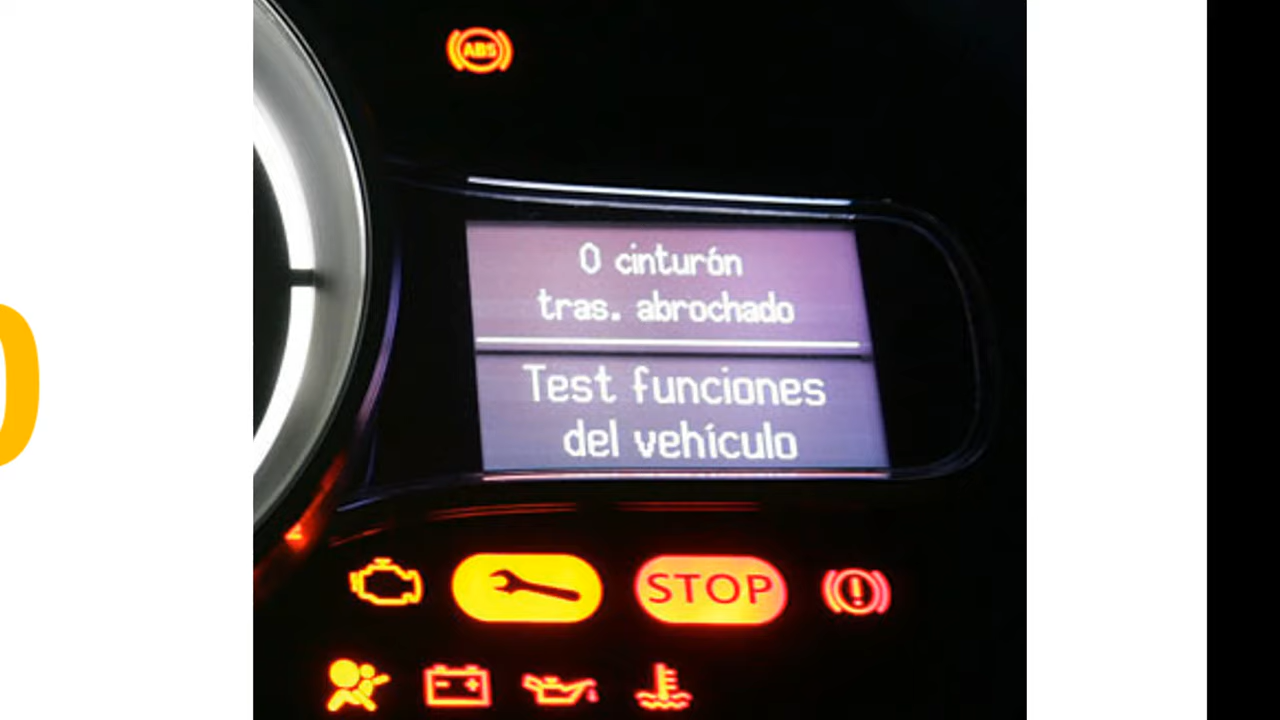 ABS
0 cinturón
tras. abrochado
Test funciones
del vehículo
STOP